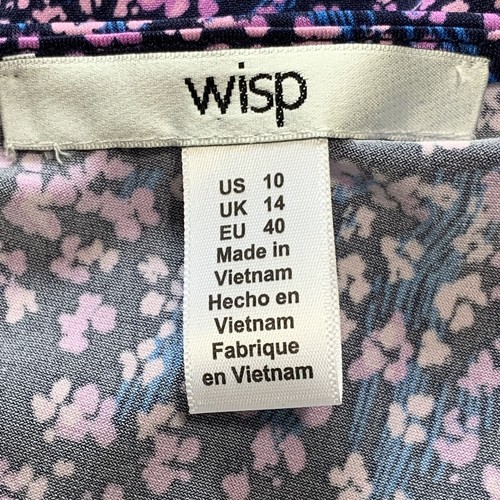 wisp
US 10
UK 14
EU 40
Made in
Vietnam
Hecho en
Vietnam
Fabrique
en Vietnam